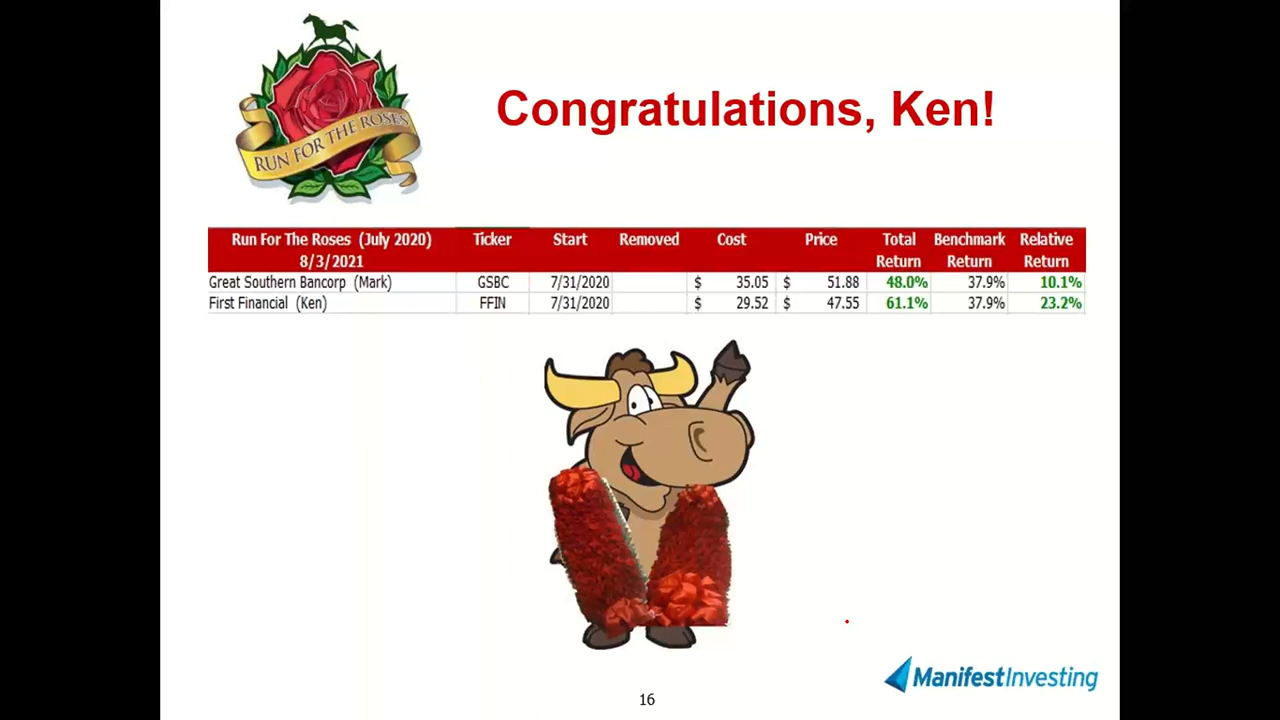 RUN FOR THE ROSES
Congratulations, Ken!
Run For The Roses (July 2020) Ticker Start Removed Cost Price Total Benchmark Relative
8/3/2021 Return Return Return
Great Southern Bancorp (Mark) GSBC 7/31/2020 $ 35.05 $ 51.88 48.0% 37.9% 10.1%
First Financial (Ken) FFIN 7/31/2020 $ 29.52 $ 47.55 61.1% 37.9% 23.2%
ManifestInvesting
16